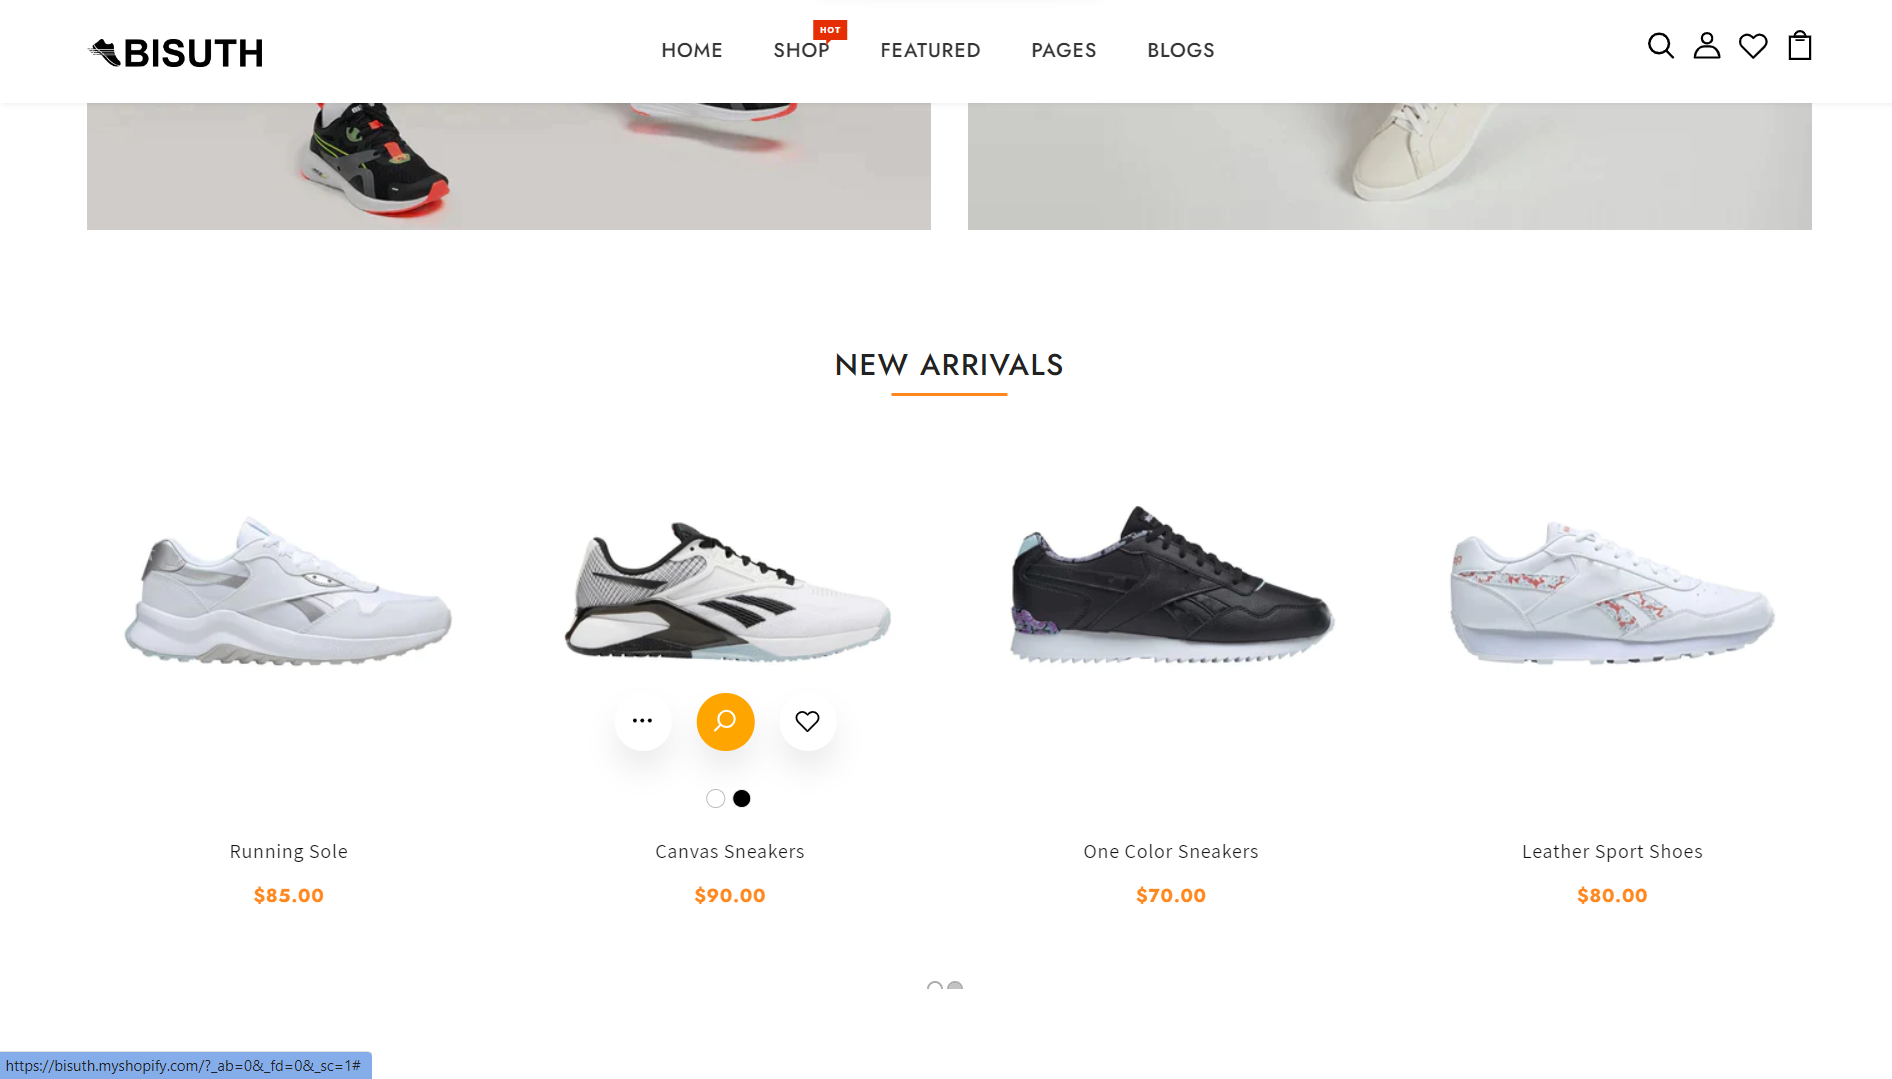 BISUTH
HOME
SHOP
HOT
FEATURED
PAGES
BLOGS
NEW ARRIVALS
Running Sole
$85.00
Canvas Sneakers
$90.00
One Color Sneakers
$70.00
Leather Sport Shoes
$80.00
https://bisuth.myshopify.com/?_ab=0&_fd=0&_sc=1#